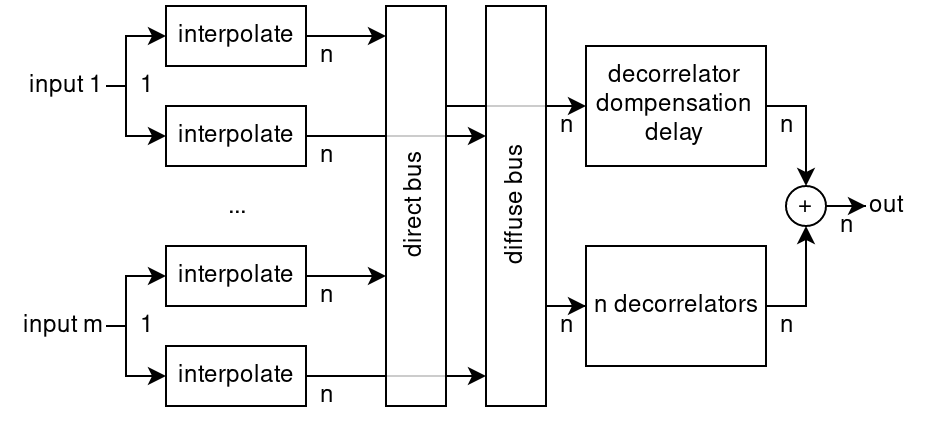 input 1
1
interpolate
n
interpolate
n
...
input m
1
interpolate
n
interpolate
n
direct bus
diffuse bus
n
decorrelator
dompensation
delay
n
n
n decorrelators
n
+
n
out